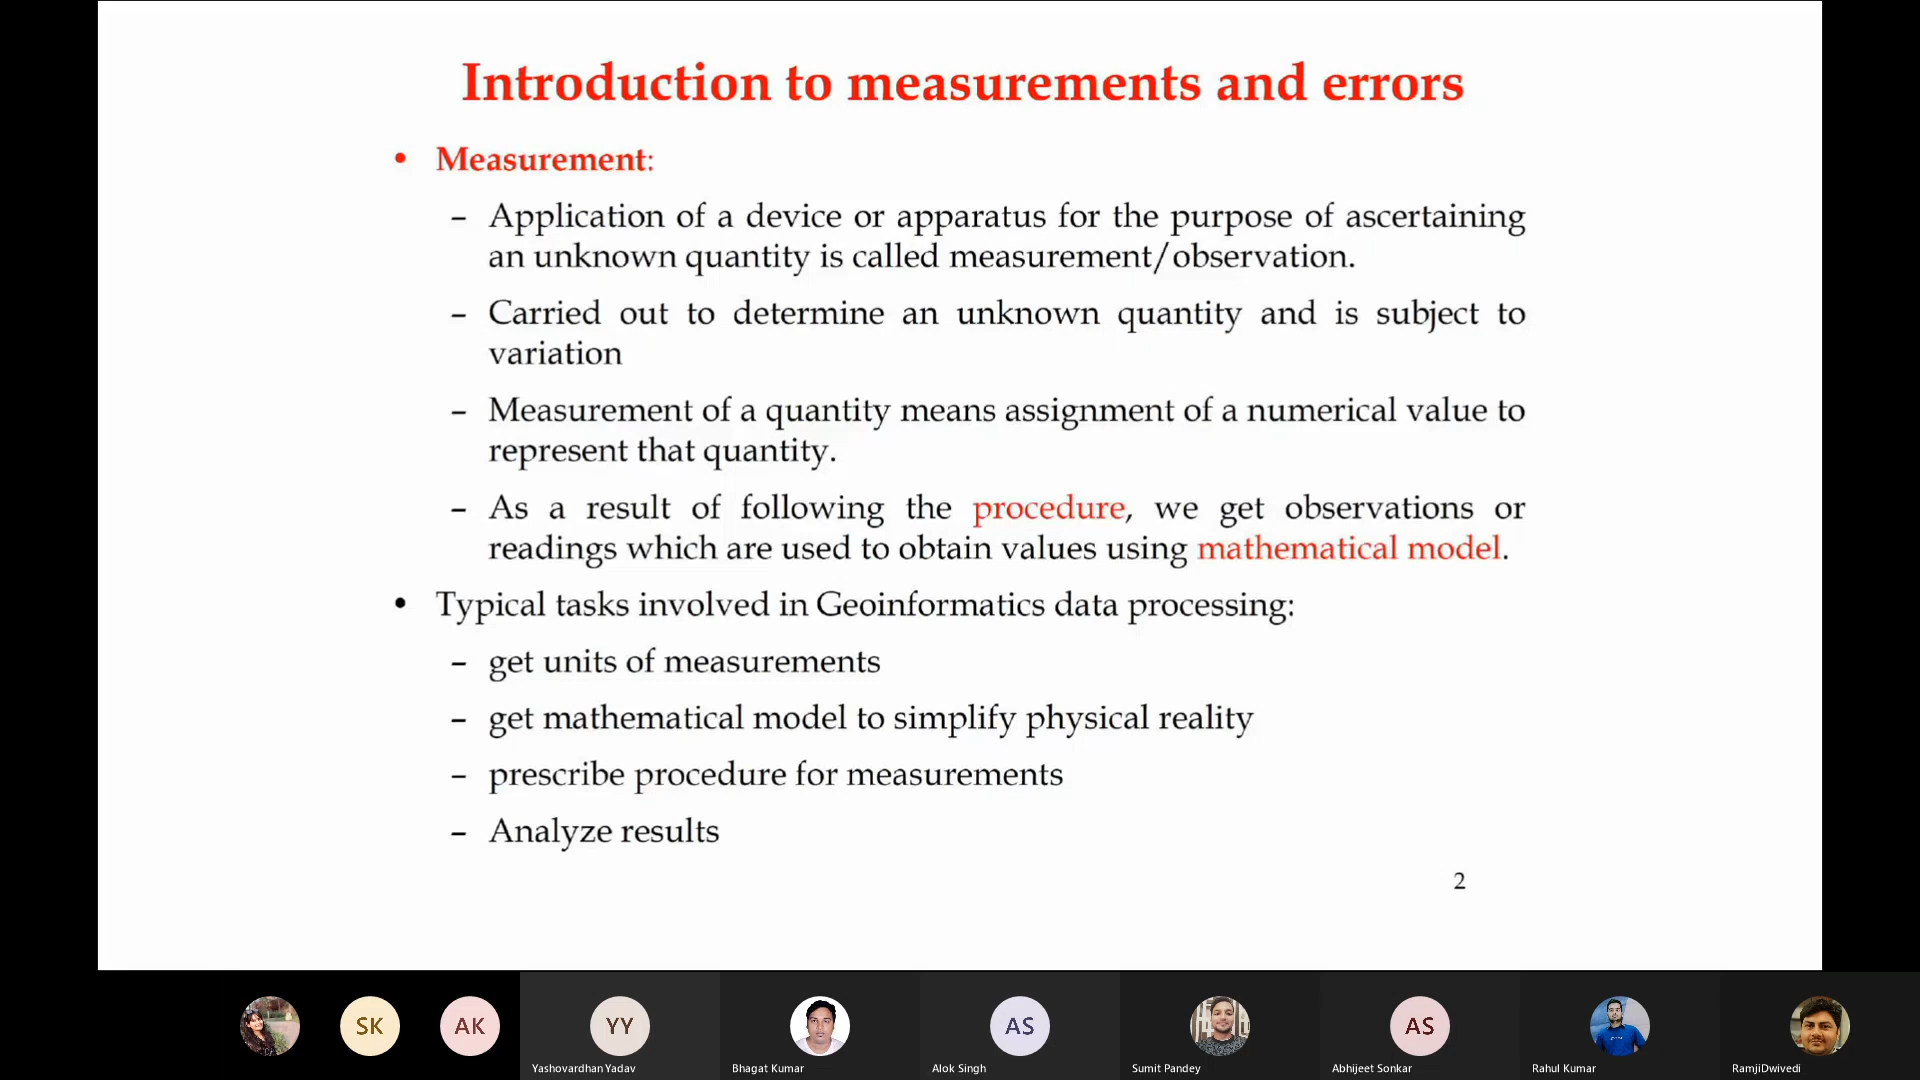 Introduction to measurements and errors
• Measurement:
– Application of a device or apparatus for the purpose of ascertaining
an unknown quantity is called measurement/observation.
– Carried out to determine an unknown quantity and is subject to
variation
– Measurement of a quantity means assignment of a numerical value to
represent that quantity.
– As a result of following the procedure, we get observations or
readings which are used to obtain values using mathematical model.
• Typical tasks involved in Geoinformatics data processing:
– get units of measurements
– get mathematical model to simplify physical reality
– prescribe procedure for measurements
– Analyze results
2
SK AK YY AS AS
Yashovardhan Yadav Bhagat Kumar Alok Singh Sumit Pandey Abhijeet Sonkar Rahul Kumar RamjiDwivedi